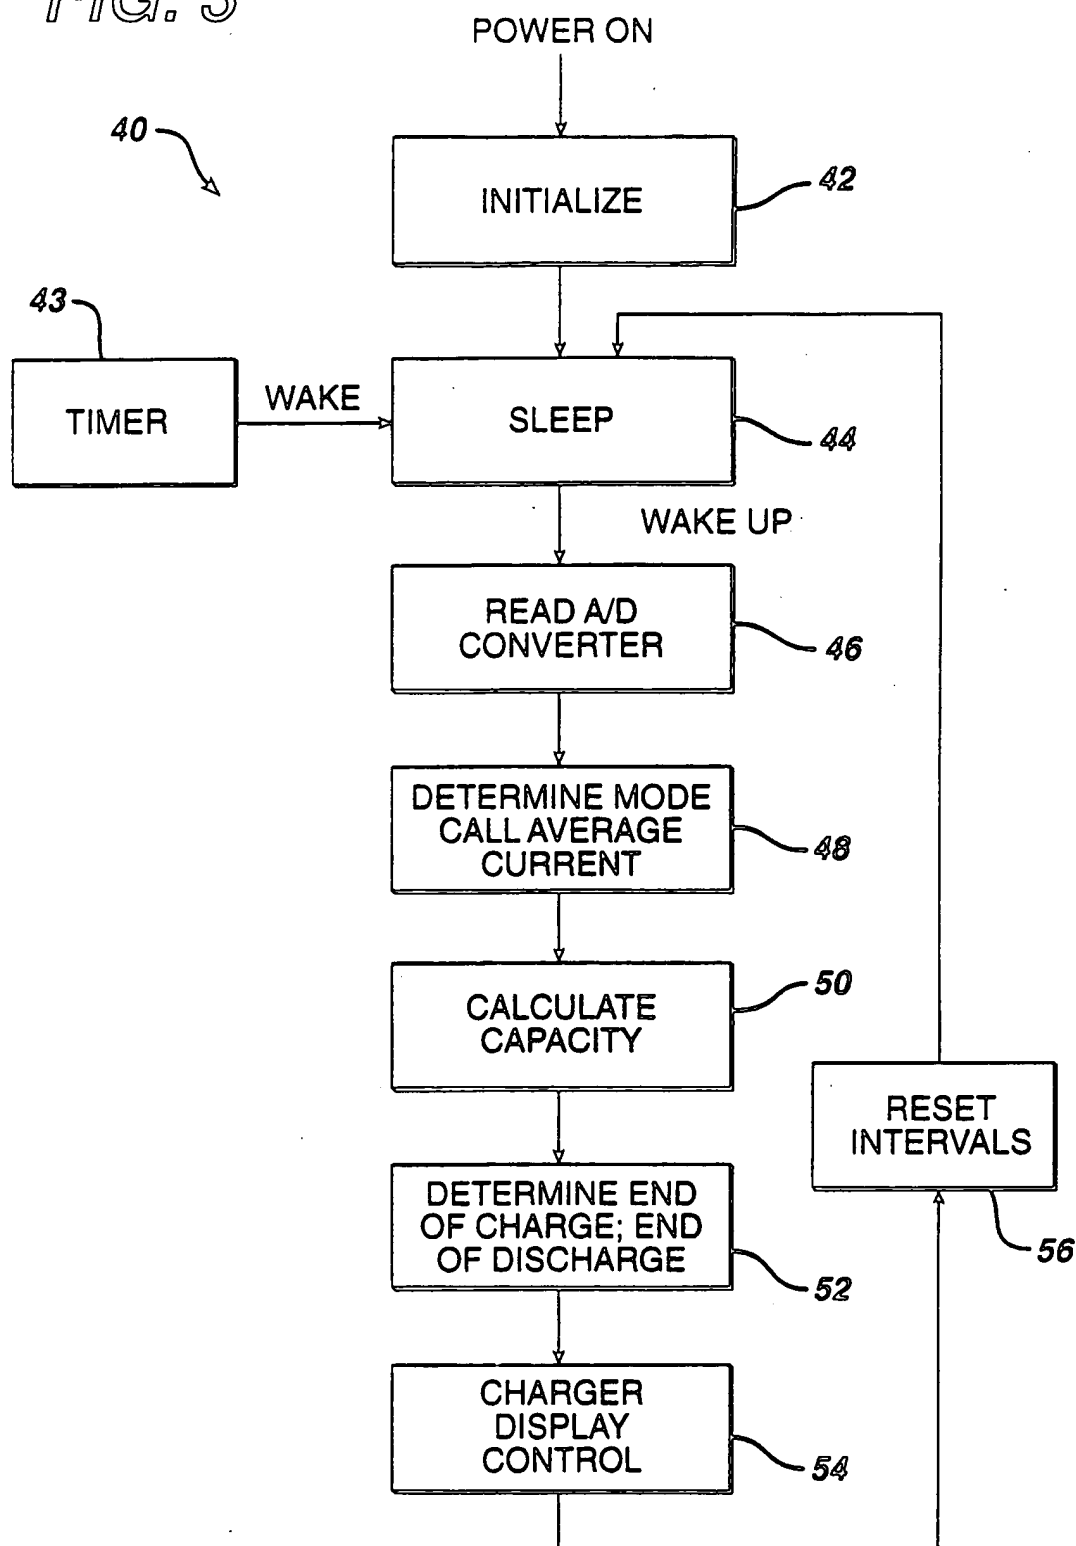 FIG. 3
POWER ON
40
INITIALIZE
42
43
TIMER
WAKE
SLEEP
44
WAKE UP
READ A/D
CONVERTER
46
DETERMINE MODE
CALL AVERAGE
CURRENT
48
CALCULATE
CAPACITY
50
RESET
INTERVALS
56
DETERMINE END
OF CHARGE; END
OF DISCHARGE
52
CHARGER
DISPLAY
CONTROL
54